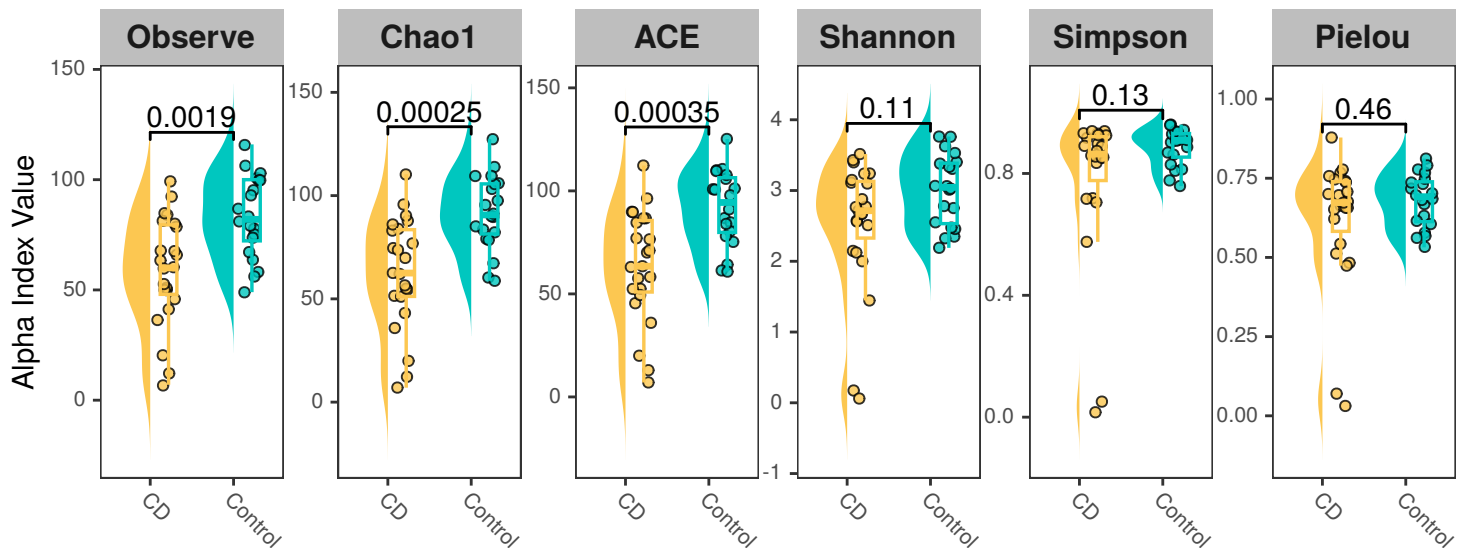 Observe
Chao1
ACE
Shannon
Simpson
Pielou
Alpha Index Value
150
100
50
0
0.0019
CD
Control
150
100
50
0
0.00025
CD
Control
150
100
50
0
0.00035
CD
Control
4
3
2
1
0
-1
0.11
CD
Control
0.8
0.4
0.0
0.13
CD
Control
1.00
0.75
0.50
0.25
0.00
0.46
CD
Control